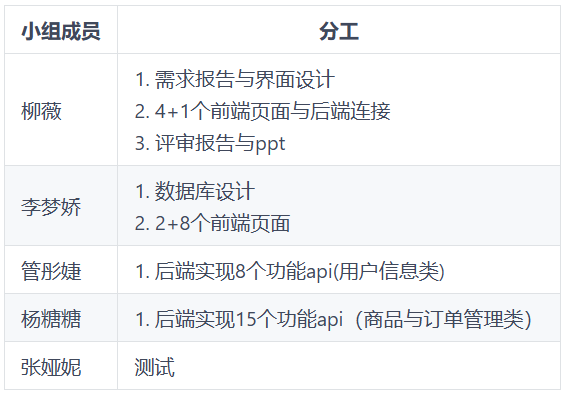 小组成员 分工
柳薇
1. 需求报告与界面设计
2. 4+1个前端页面与后端连接
3. 评审报告与ppt
李梦娇
1. 数据库设计
2. 2+8个前端页面
管彤婕
1. 后端实现8个功能api(用户信息类)
杨糖糖
1. 后端实现15个功能api（商品与订单管理类）
张娅妮 测试